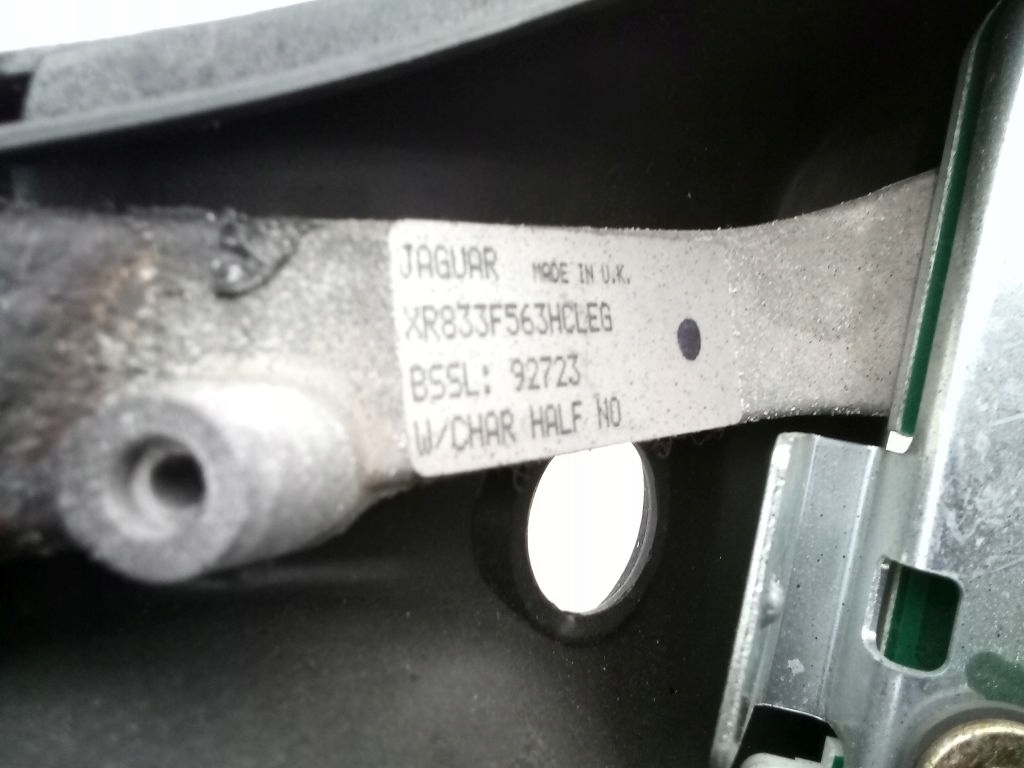 JAGUAR MADE IN U.K.
XR833F563HCLEG
BSSL: 92723
W/CHAR HALF NO